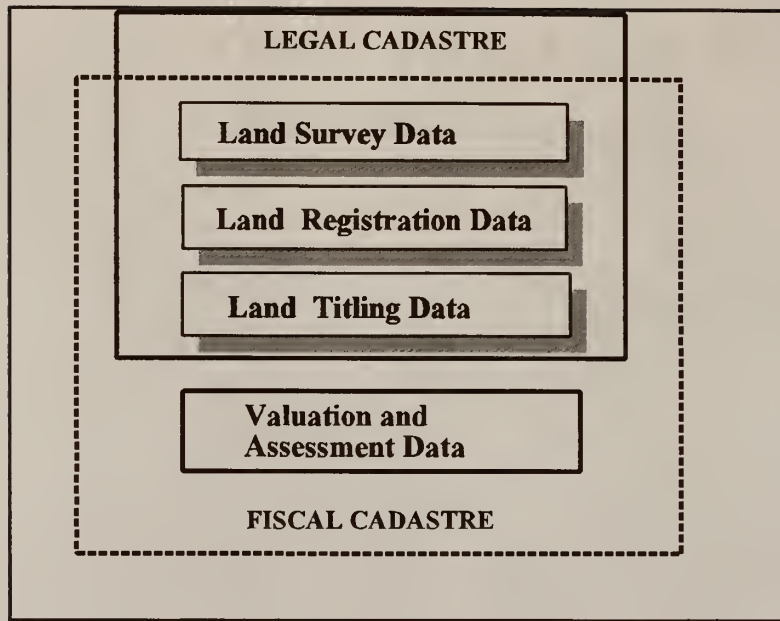 LEGAL CADASTRE
Land Survey Data
Land Registration Data
Land Titling Data
Valuation and
Assessment Data
FISCAL CADASTRE